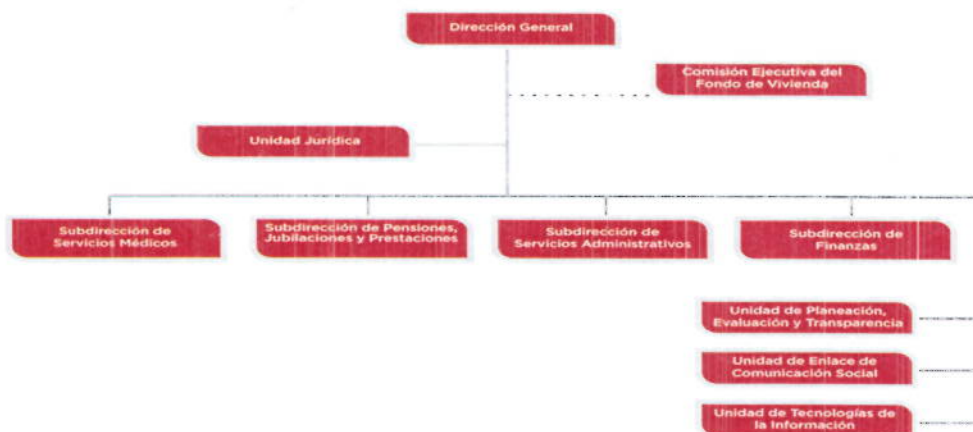 Dirección General
Comisión Ejecutiva del
Fondo de Vivienda
Unidad Jurídica
Subdirección de
Servicios Médicos
Subdirección de Pensiones,
Jubilaciones y Prestaciones
Subdirección de
Servicios Administrativos
Subdirección de
Finanzas
Unidad de Planeación,
Evaluación y Transparencia
Unidad de Enlace de
Comunicación Social
Unidad de Tecnologías de
la Información